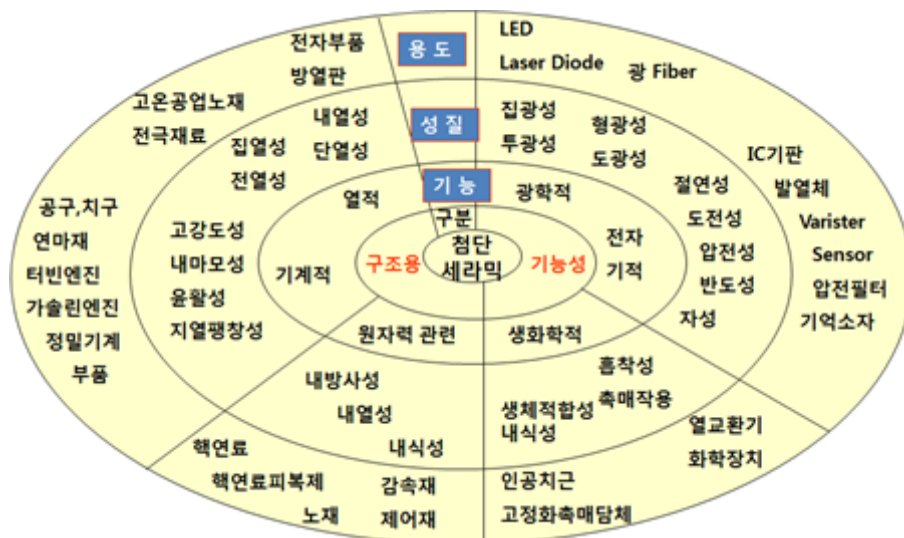 용 도
성 질
기 능
구분
첨단
세라믹
구조용
기능성
전자부품
방열판
고온공업노재
전극재료
내열성
단열성
집열성
전열성
열적
LED
Laser Diode
광 Fiber
집광성
투광성
형광성
도광성
광학적
IC기판
발열체
Varister
Sensor
압전필터
기억소자
절연성
도전성
압전성
반도성
자성
전자
기적
공구,치구
연마재
터빈엔진
가솔린엔진
정밀기계
부품
고강도성
내마모성
윤활성
지열팽창성
기계적
원자력 관련
내방사성
내열성
내식성
핵연료
핵연료피복제
노재
감속재
제어재
생화학적
흡착성
촉매작용
생체적합성
내식성
열교환기
화학장치
인공치근
고정화촉매담체